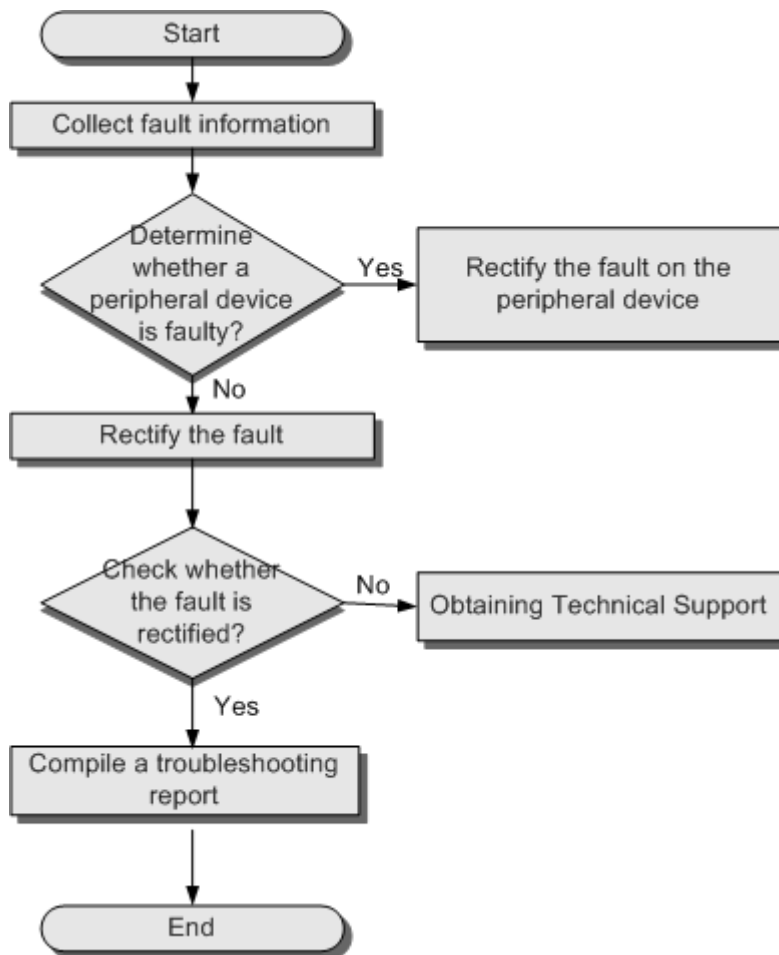 Start
Collect fault information
Determine
whether a
peripheral device
is faulty?
Yes
Rectify the fault on the
peripheral device
No
Rectify the fault
Check whether
the fault is
rectified?
No
Obtaining Technical Support
Yes
Compile a troubleshooting
report
End